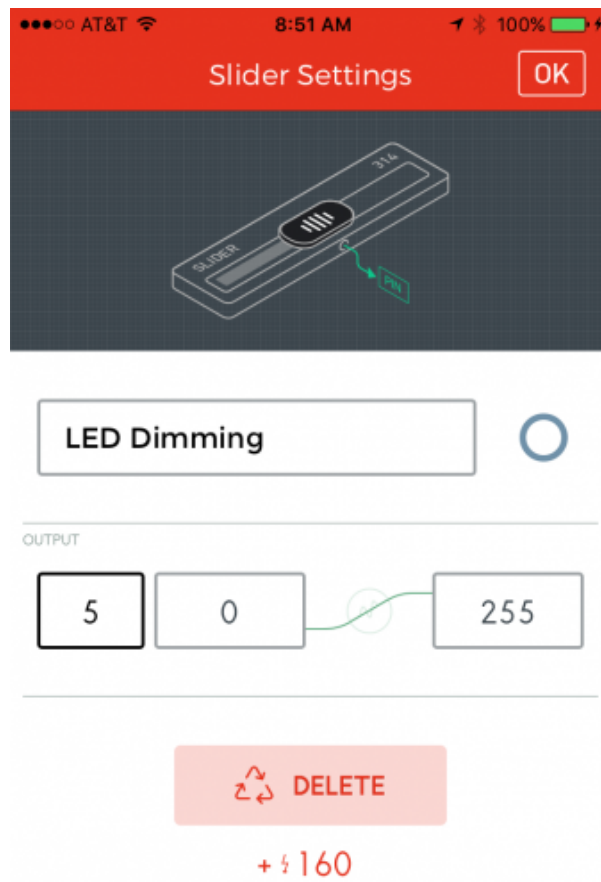 ●●●○○ AT&T 8:51 AM 100%
Slider Settings OK
314
SLIDER
PIN
LED Dimming
OUTPUT
5 0 255
DELETE
+ 160